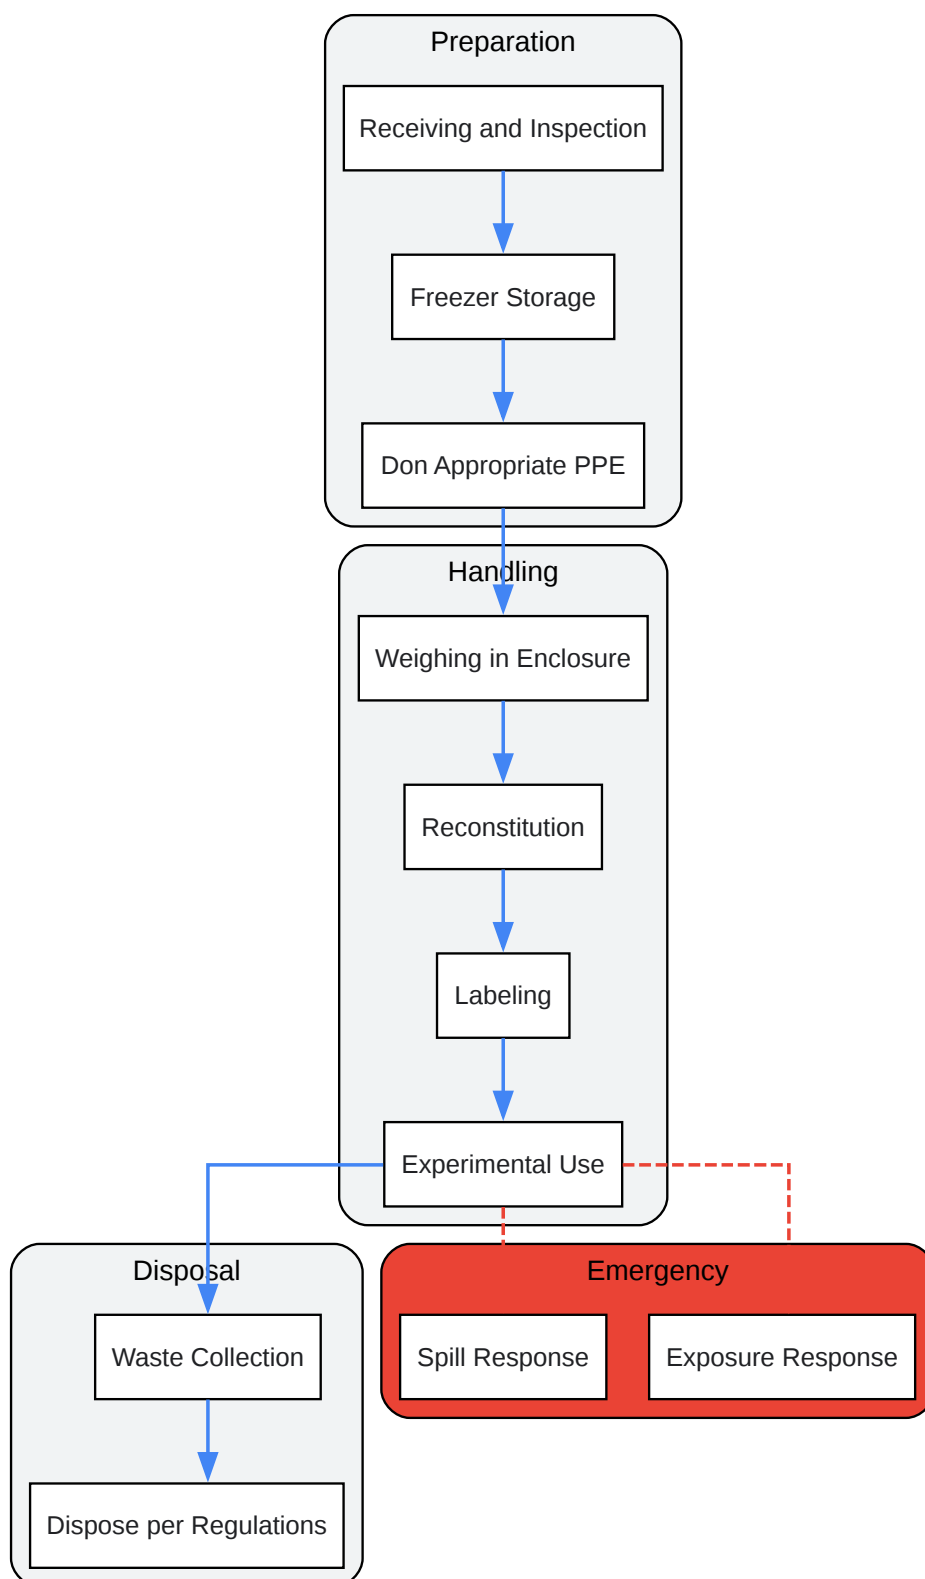 Preparation
Receiving and Inspection
Freezer Storage
Don Appropriate PPE
Handling
Weighing in Enclosure
Reconstitution
Labeling
Experimental Use
Disposal
Waste Collection
Dispose per Regulations
Emergency
Spill Response
Exposure Response